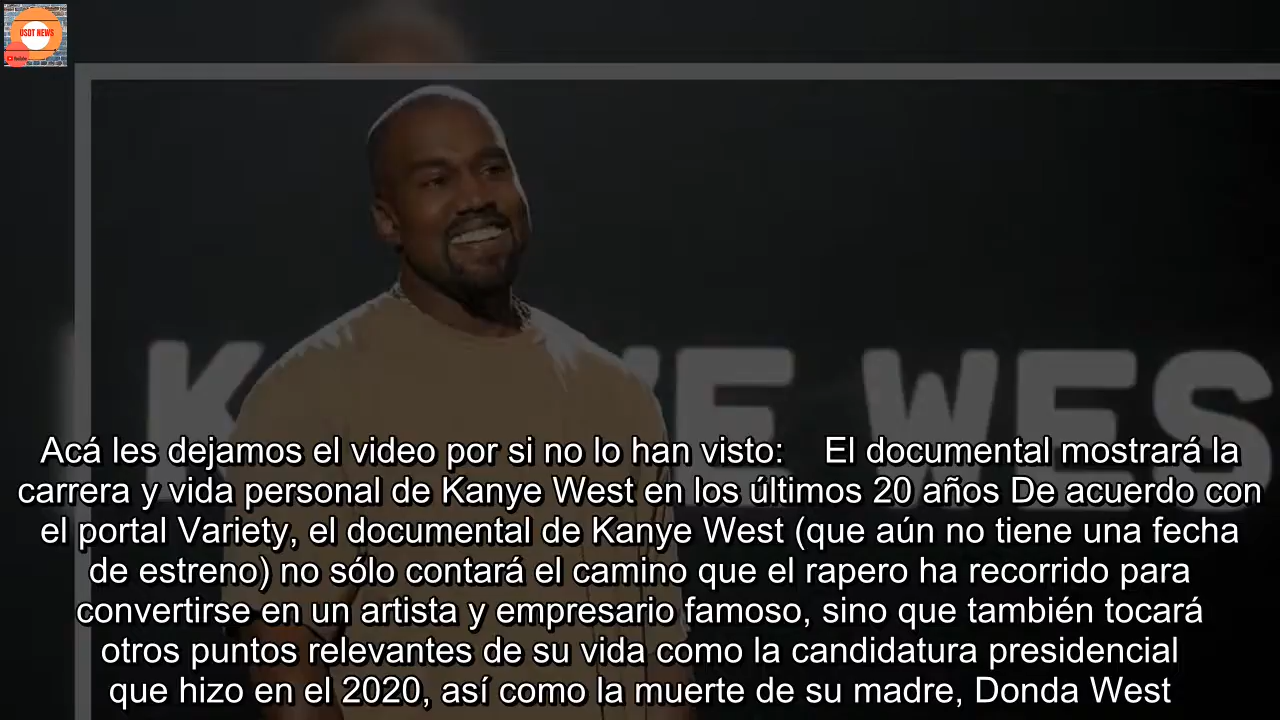 USDT NEWS
K YE WES
Acá les dejamos el video por si no lo han visto: El documental mostrará la
carrera y vida personal de Kanye West en los últimos 20 años De acuerdo con
el portal Variety, el documental de Kanye West (que aún no tiene una fecha
de estreno) no sólo contará el camino que el rapero ha recorrido para
convertirse en un artista y empresario famoso, sino que también tocará
otros puntos relevantes de su vida como la candidatura presidencial
que hizo en el 2020, así como la muerte de su madre, Donda West